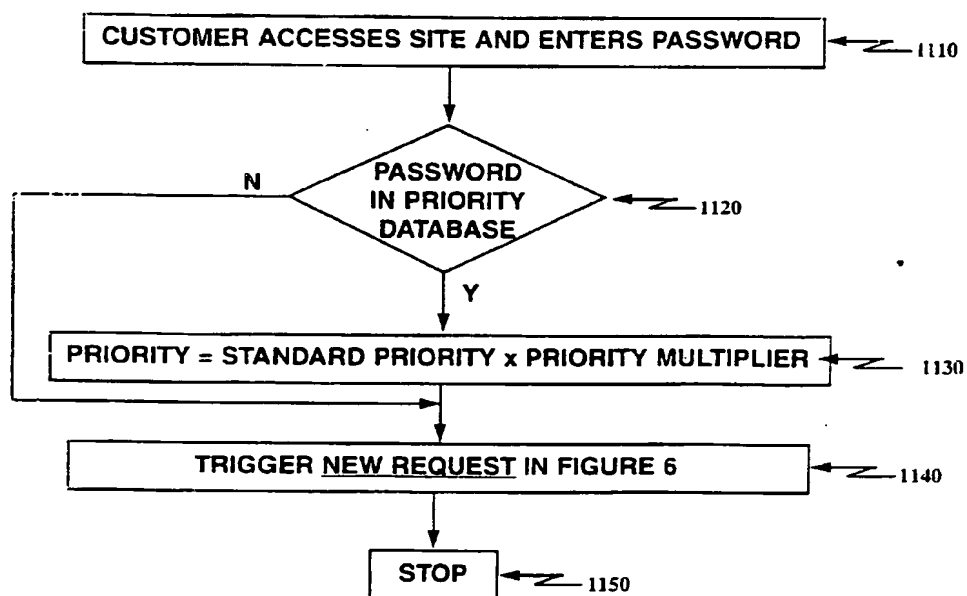 CUSTOMER ACCESSES SITE AND ENTERS PASSWORD
1110
PASSWORD
IN PRIORITY
DATABASE
1120
N
Y
PRIORITY = STANDARD PRIORITY x PRIORITY MULTIPLIER
1130
TRIGGER NEW REQUEST IN FIGURE 6
1140
STOP
1150